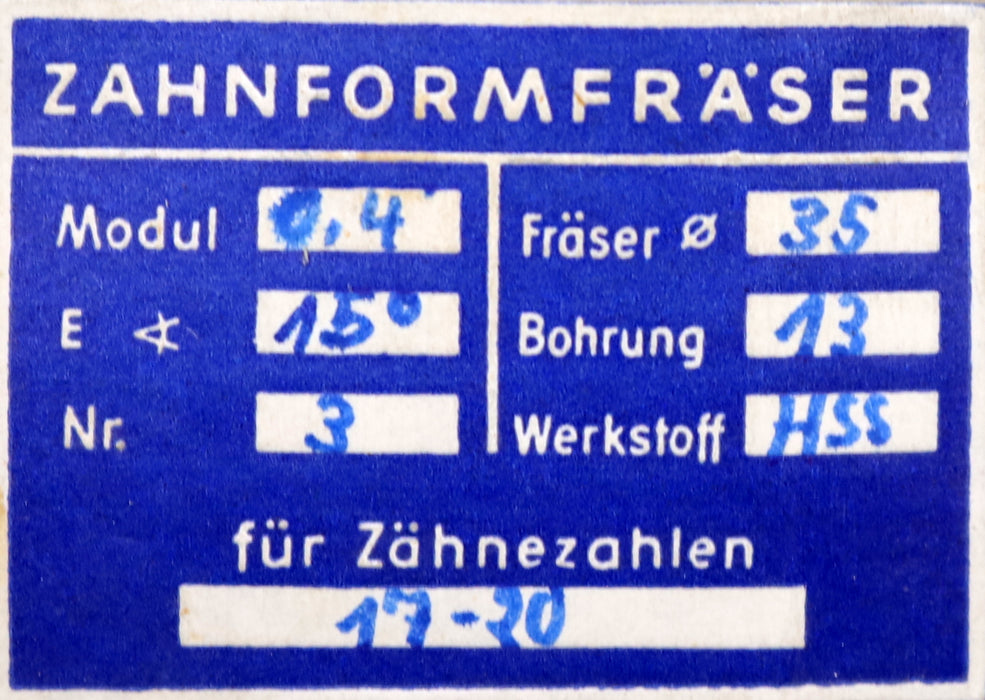 ZAHNFORMFRÄSER
Modul 0,4
E ∢ 15°
Nr. 3
Fräser ⌀ 35
Bohrung 13
Werkstoff HSS
für Zähnezahlen
17-20